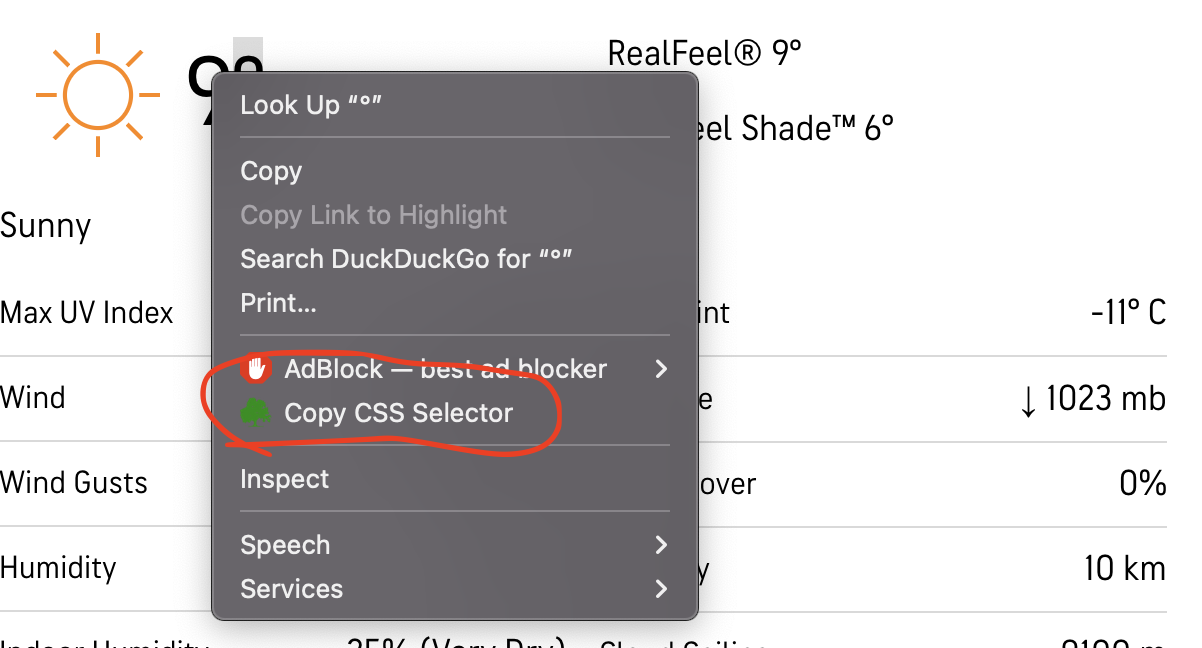 RealFeel® 9°
eel Shade™ 6°
Look Up “°”
Copy
Copy Link to Highlight
Search DuckDuckGo for “°”
Print...
AdBlock — best ad blocker
Copy CSS Selector
Inspect
Speech
Services
Sunny
Max UV Index
int -11° C
Wind
e ↓ 1023 mb
Wind Gusts
over 0%
Humidity
y 10 km
Indoor Humidity 35% (Very Dry) Cloud Ceiling 9100 m